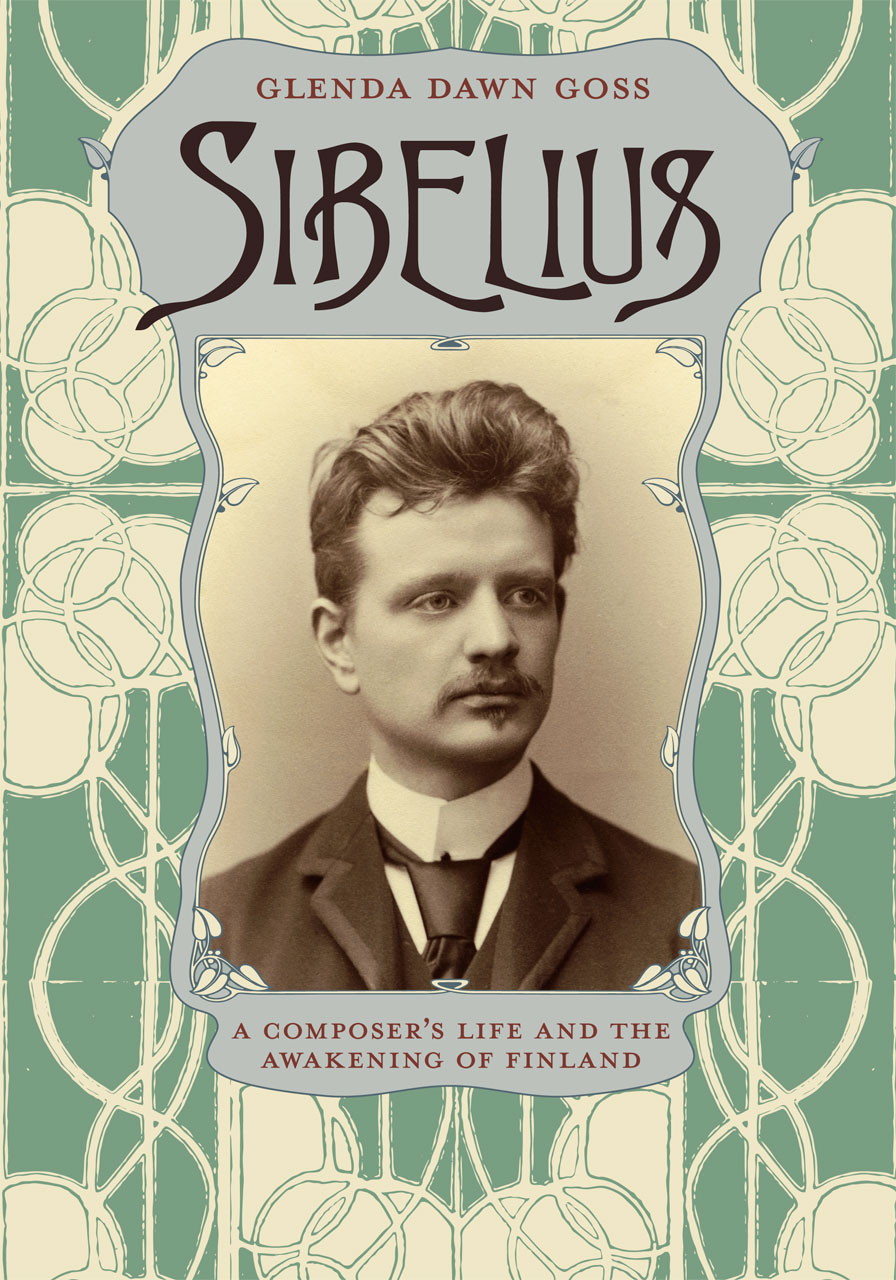 GLENDA DAWN GOSS
SIBELIUS
A COMPOSER'S LIFE AND THE
AWAKENING OF FINLAND